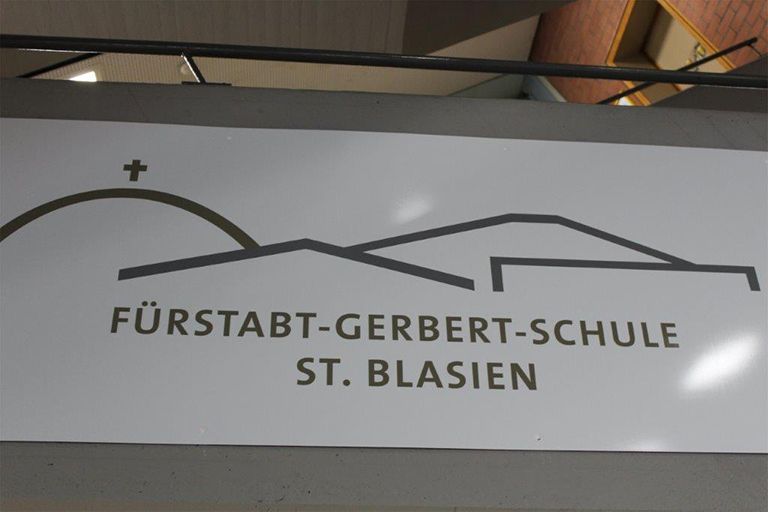 FÜRSTABT-GERBERT-SCHULE
ST. BLASIEN